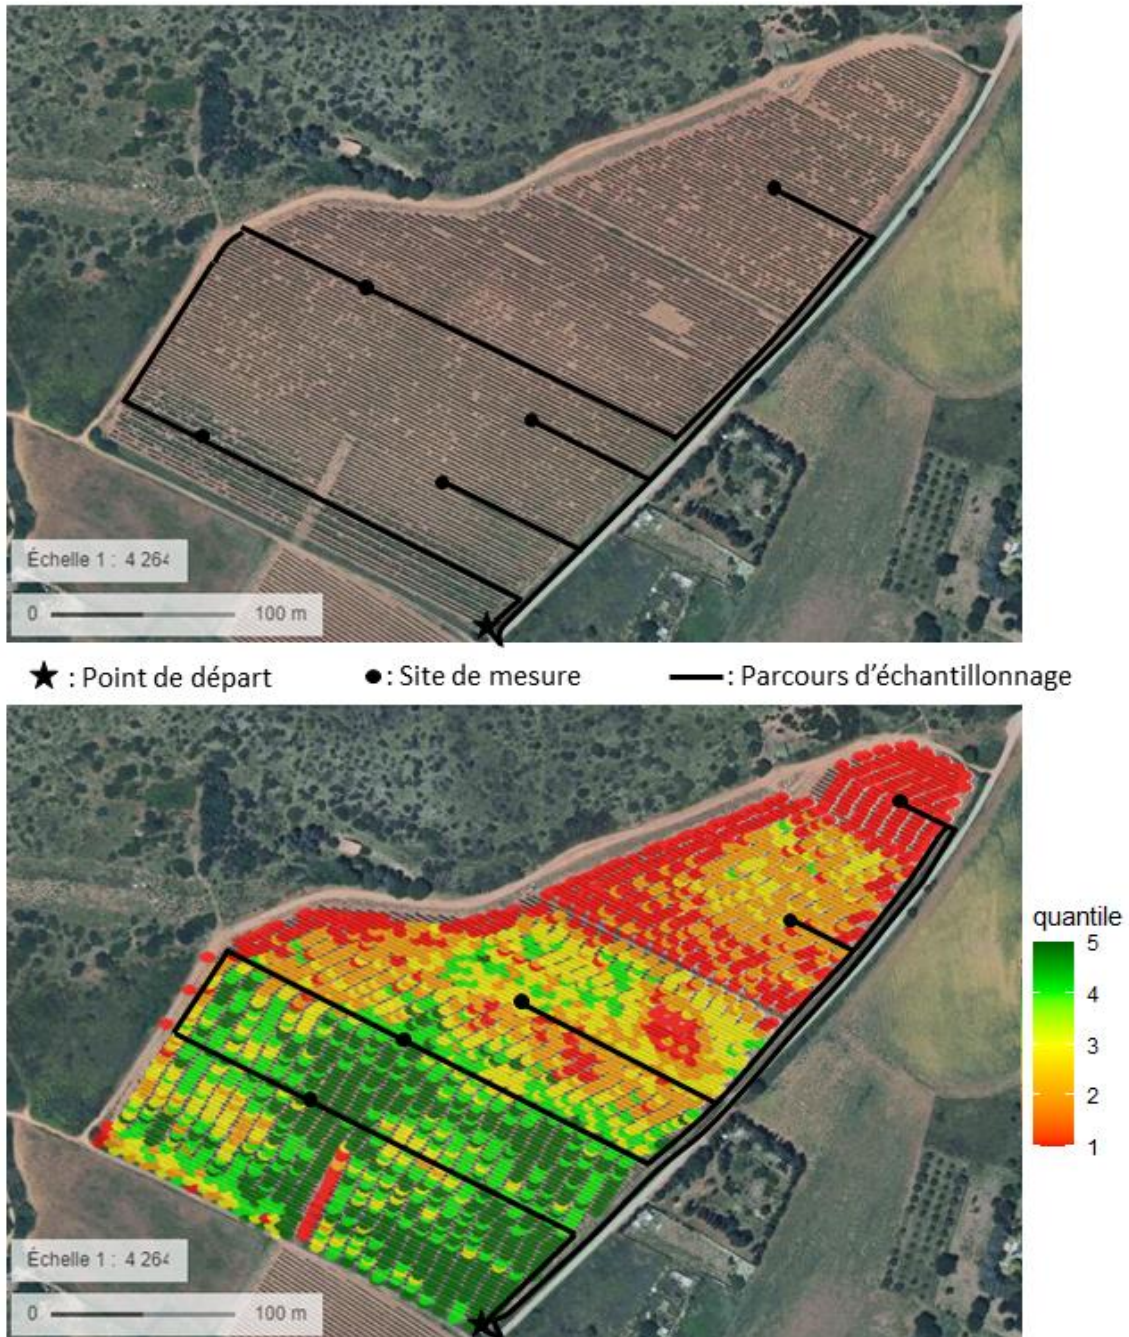 Échelle 1 : 4 264
0 100 m
★ : Point de départ ● : Site de mesure — : Parcours d'échantillonnage
quantile
5
4
3
2
1
Échelle 1 : 4 264
0 100 m